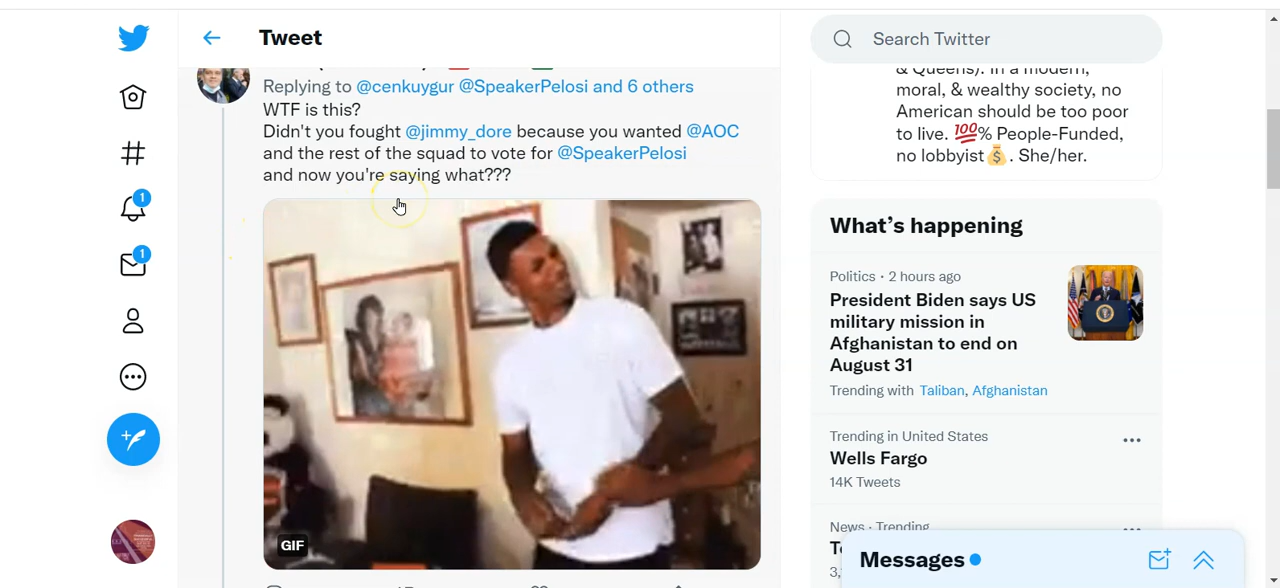 Tweet
Replying to @cenkuygur @SpeakerPelosi and 6 others
WTF is this?
Didn't you fought @jimmy_dore because you wanted @AOC
and the rest of the squad to vote for @SpeakerPelosi
and now you're saying what???
GIF
Search Twitter
& Queens). In a modern,
moral, & wealthy society, no
American should be too poor
to live. 💯% People-Funded,
no lobbyist💰. She/her.
What's happening
Politics · 2 hours ago
President Biden says US
military mission in
Afghanistan to end on
August 31
Trending with Taliban, Afghanistan
Trending in United States
Wells Fargo
14K Tweets
News · Trending
Messages
1
1